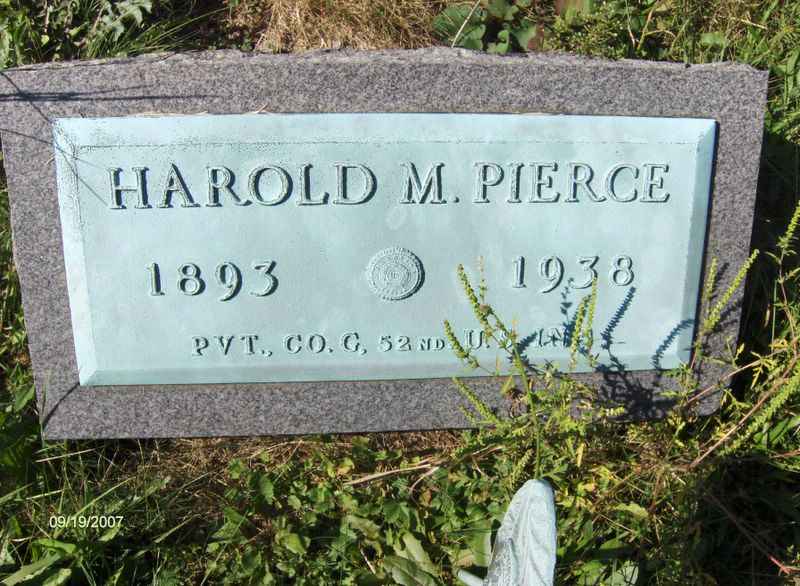 HAROLD M. PIERCE
1893 1938
PVT., CO. G, 52ND U.
09/19/2007